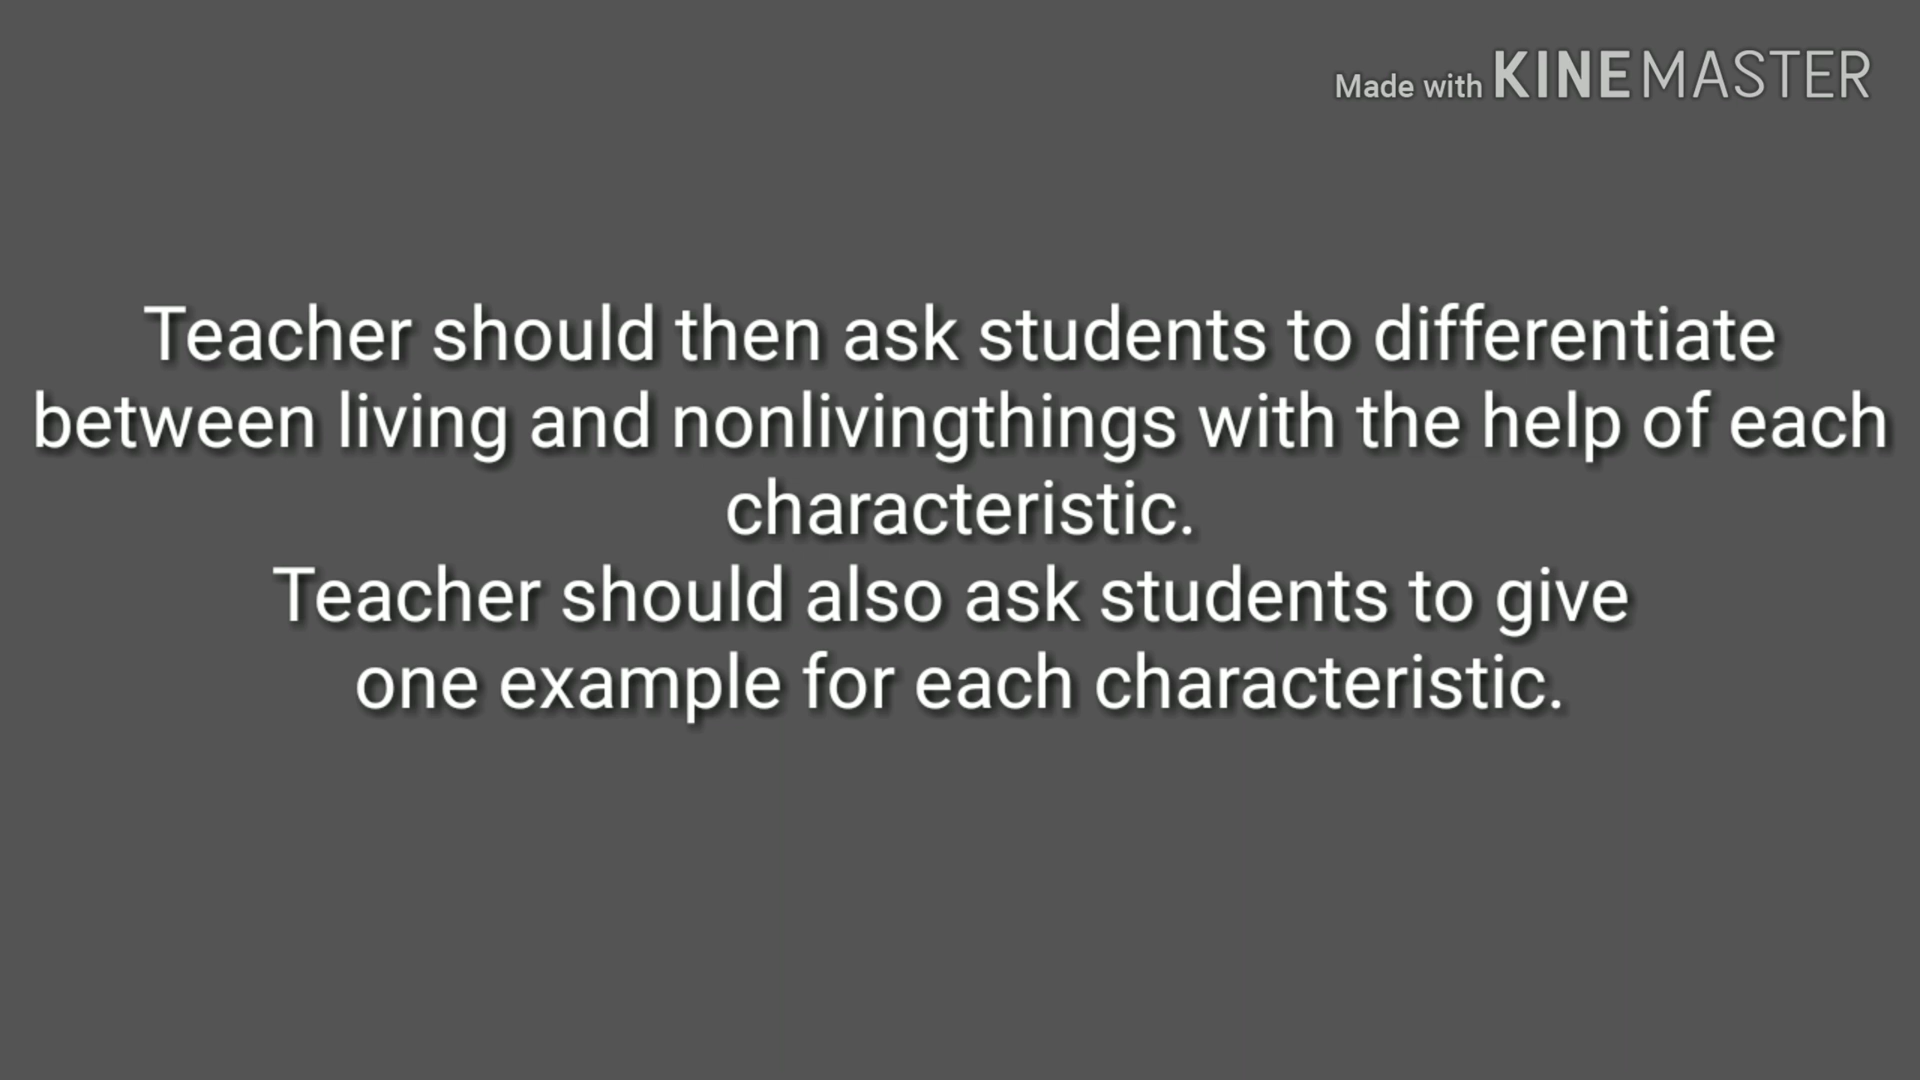 Made with KINEMASTER
Teacher should then ask students to differentiate
between living and nonlivingthings with the help of each
characteristic.
Teacher should also ask students to give
one example for each characteristic.